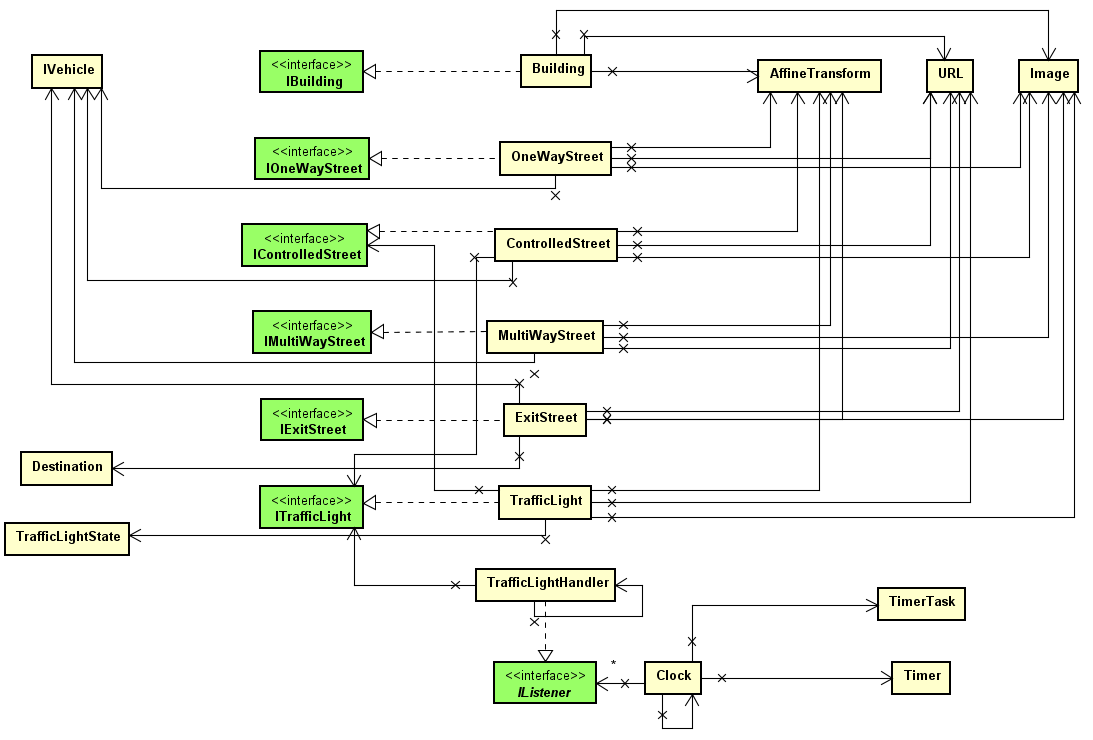 IVehicle
<<interface>>
IBuilding
Building
AffineTransform
URL
Image
<<interface>>
IOneWayStreet
OneWayStreet
<<interface>>
IControlledStreet
ControlledStreet
<<interface>>
IMultiWayStreet
MultiWayStreet
<<interface>>
IExitStreet
ExitStreet
Destination
<<interface>>
ITrafficLight
TrafficLight
TrafficLightState
TrafficLightHandler
TimerTask
<<interface>>
IListener
*
Clock
Timer